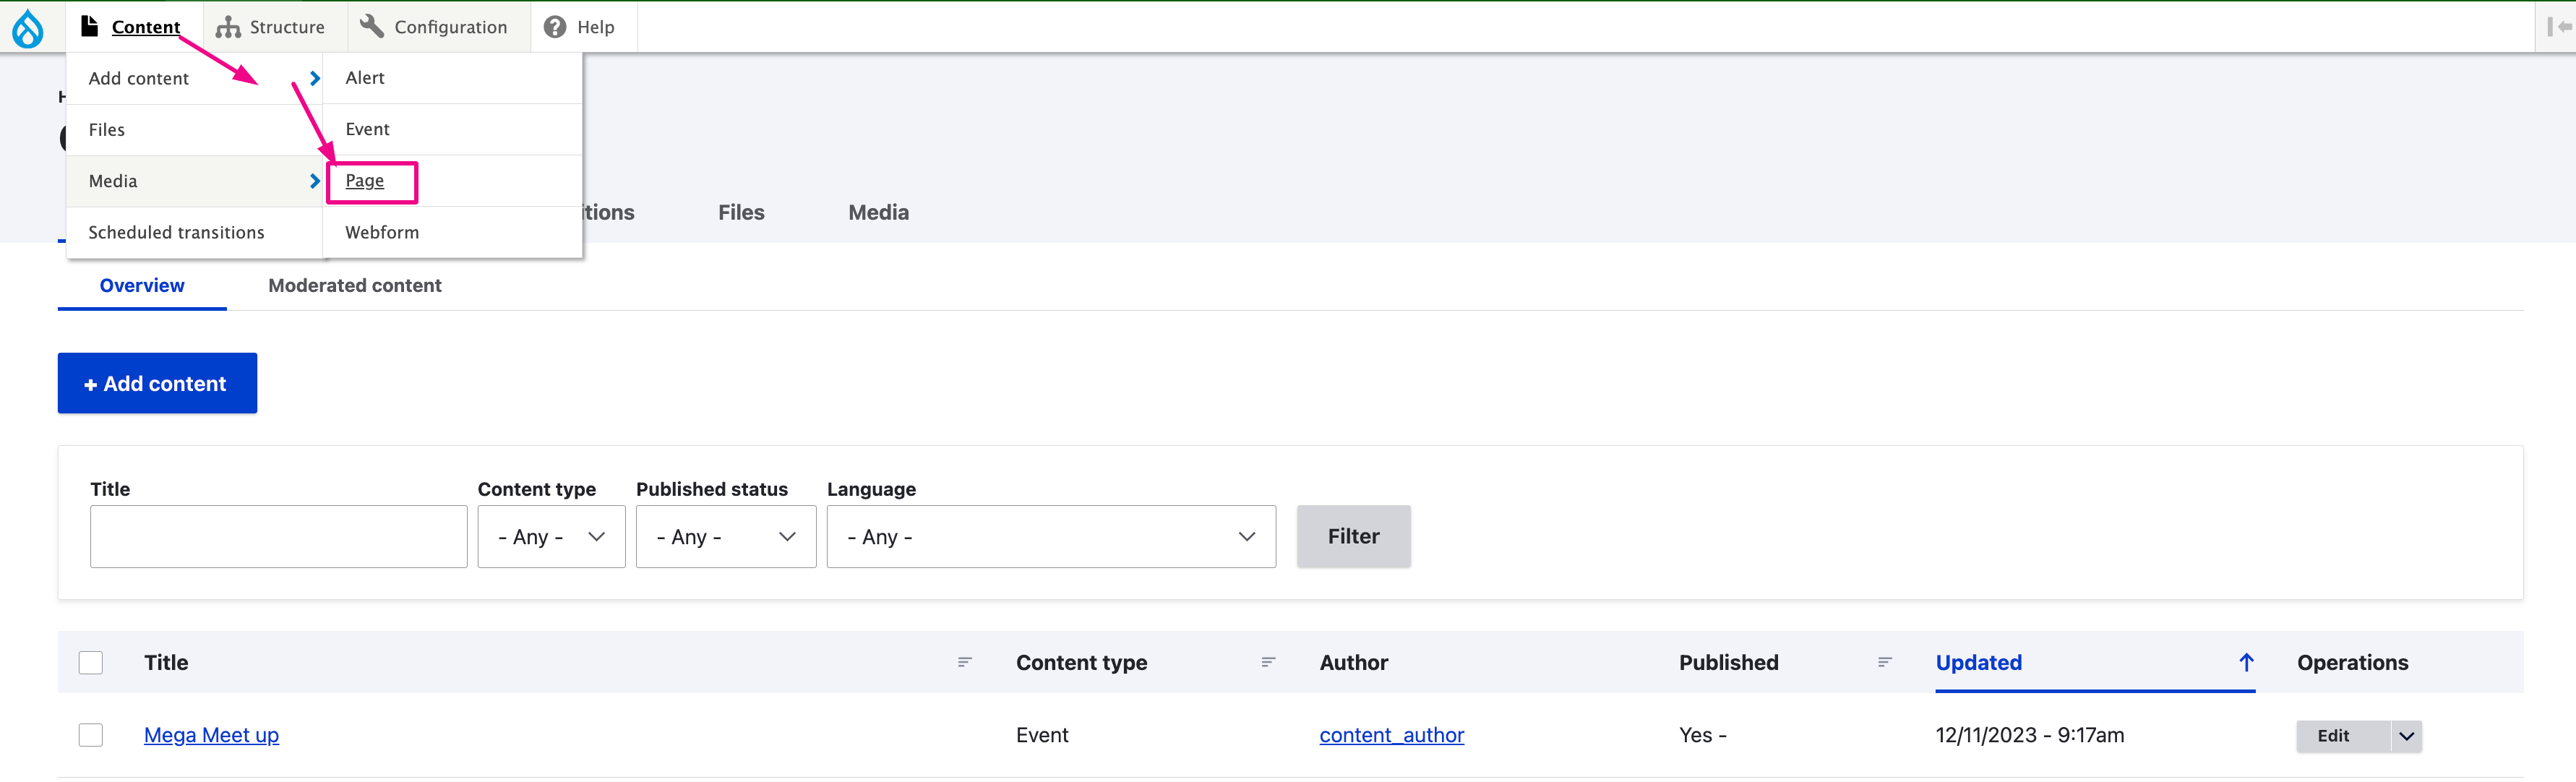 Content Structure Configuration Help
Add content Alert
Files Event
Media Page
Scheduled transitions Webform
itions Files Media
Overview Moderated content
+ Add content
Title Content type Published status Language
- Any - - Any - - Any - Filter
Title Content type Author Published Updated Operations
Mega Meet up Event content_author Yes - 12/11/2023 - 9:17am Edit